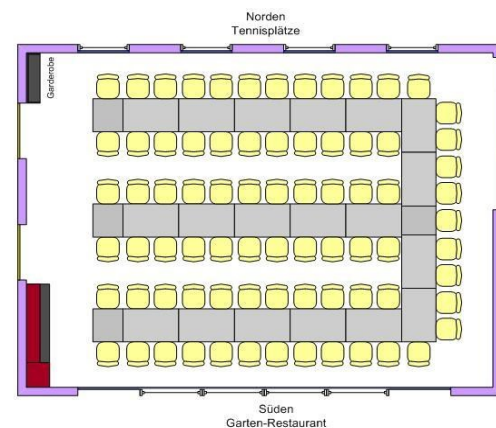 Norden
Tennisplätze
Garderobe
Süden
Garten-Restaurant